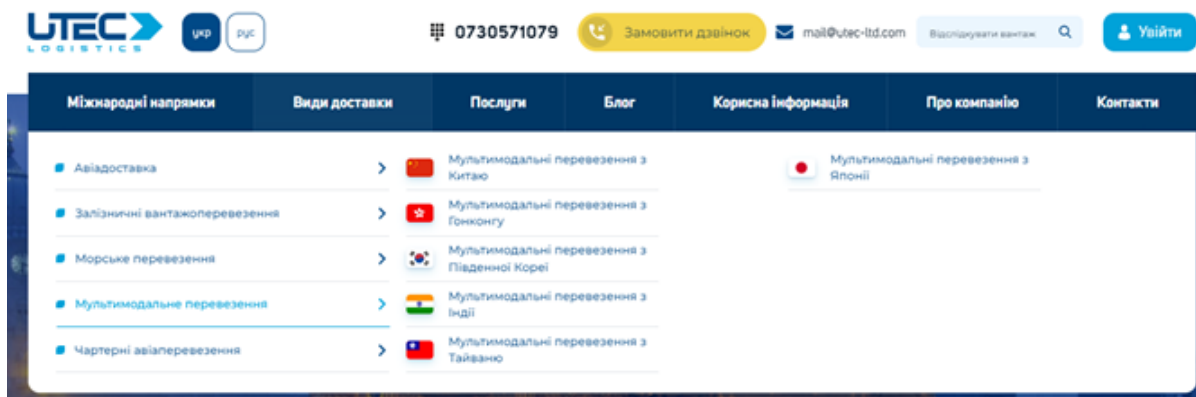 UTEC
LOGISTICS
укр
рус
0730571079
Замовити дзвінок
mail@utec-ltd.com
Відслідкувати вантаж
Увійти
Міжнародні напрямки
Види доставки
Послуги
Блог
Корисна інформація
Про компанію
Контакти
Авіадоставка
Залізничні вантажоперевезення
Морське перевезення
Мультимодальне перевезення
Чартерні авіаперевезення
Мультимодальні перевезення з
Китаю
Мультимодальні перевезення з
Гонконгу
Мультимодальні перевезення з
Південної Кореї
Мультимодальні перевезення з
Індії
Мультимодальні перевезення з
Тайваню
Мультимодальні перевезення з
Японії